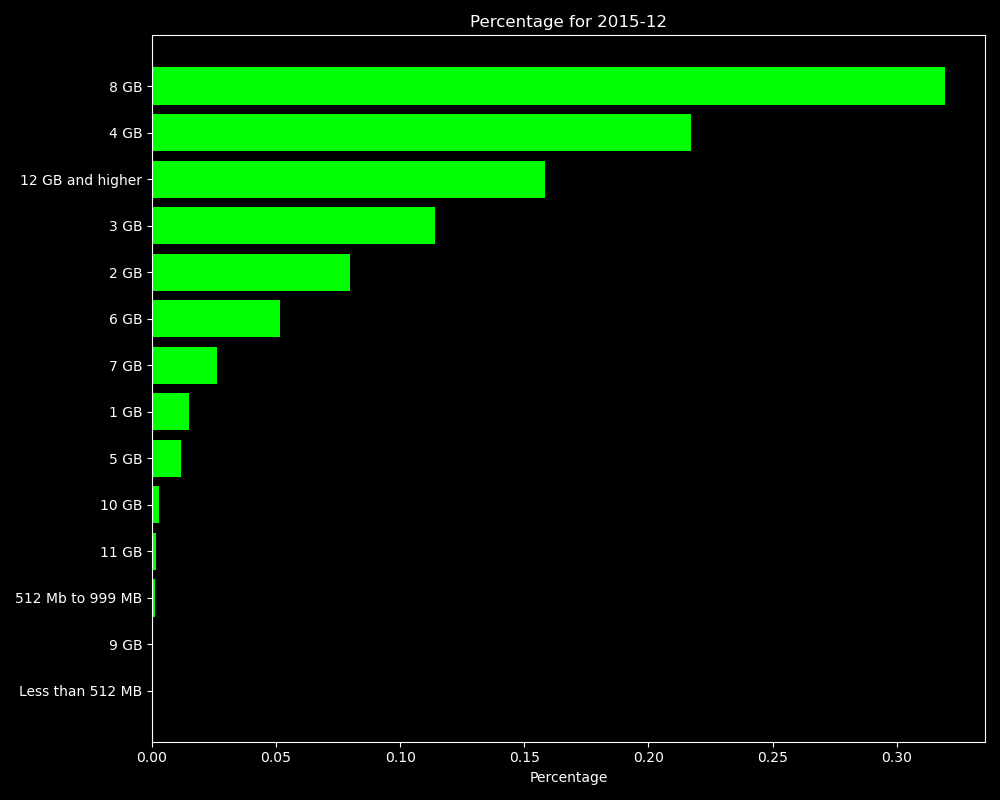 Percentage for 2015-12
8 GB
4 GB
12 GB and higher
3 GB
2 GB
6 GB
7 GB
1 GB
5 GB
10 GB
11 GB
512 Mb to 999 MB
9 GB
Less than 512 MB
0.00 0.05 0.10 0.15 0.20 0.25 0.30
Percentage